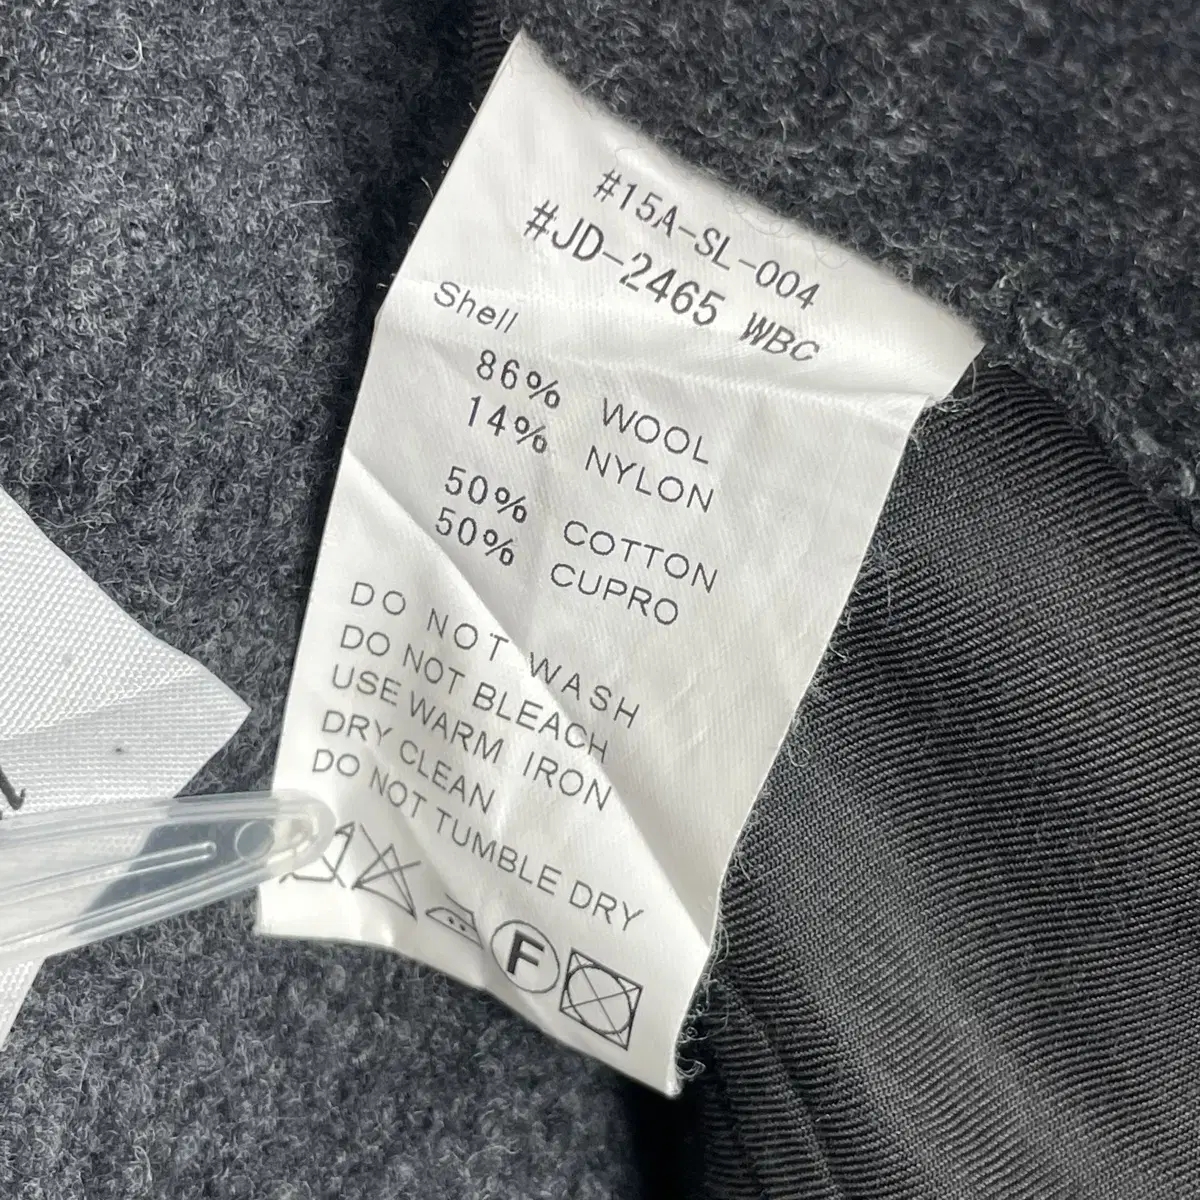 #15A-SL-004
#JD-2465 WBC
Shell
86% WOOL
14% NYLON
50% COTTON
50% CUPRO
DO NOT WASH
DO NOT BLEACH
USE WARM IRON
DRY CLEAN
DO NOT TUMBLE DRY
F